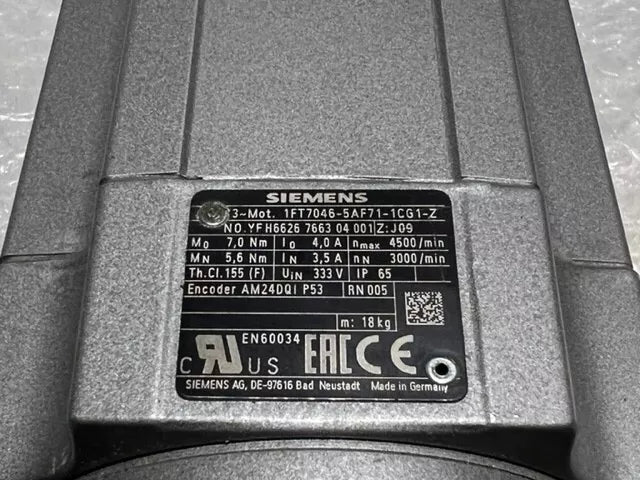 SIEMENS
3~Mot. 1FT7046-5AF71-1CG1-Z
NO.YFH6626 7663 04 001 Z:J09
M₀ 7,0 Nm I₀ 4,0 A nmax 4500/min
MN 5,6 Nm IN 3,5 A nN 3000/min
Th.Cl.155 (F) UIN 333 V IP 65
Encoder AM24DQI P53 RN 005
m: 18 kg
EN60034
c RU US EAC CE
SIEMENS AG, DE-97616 Bad Neustadt Made in Germany